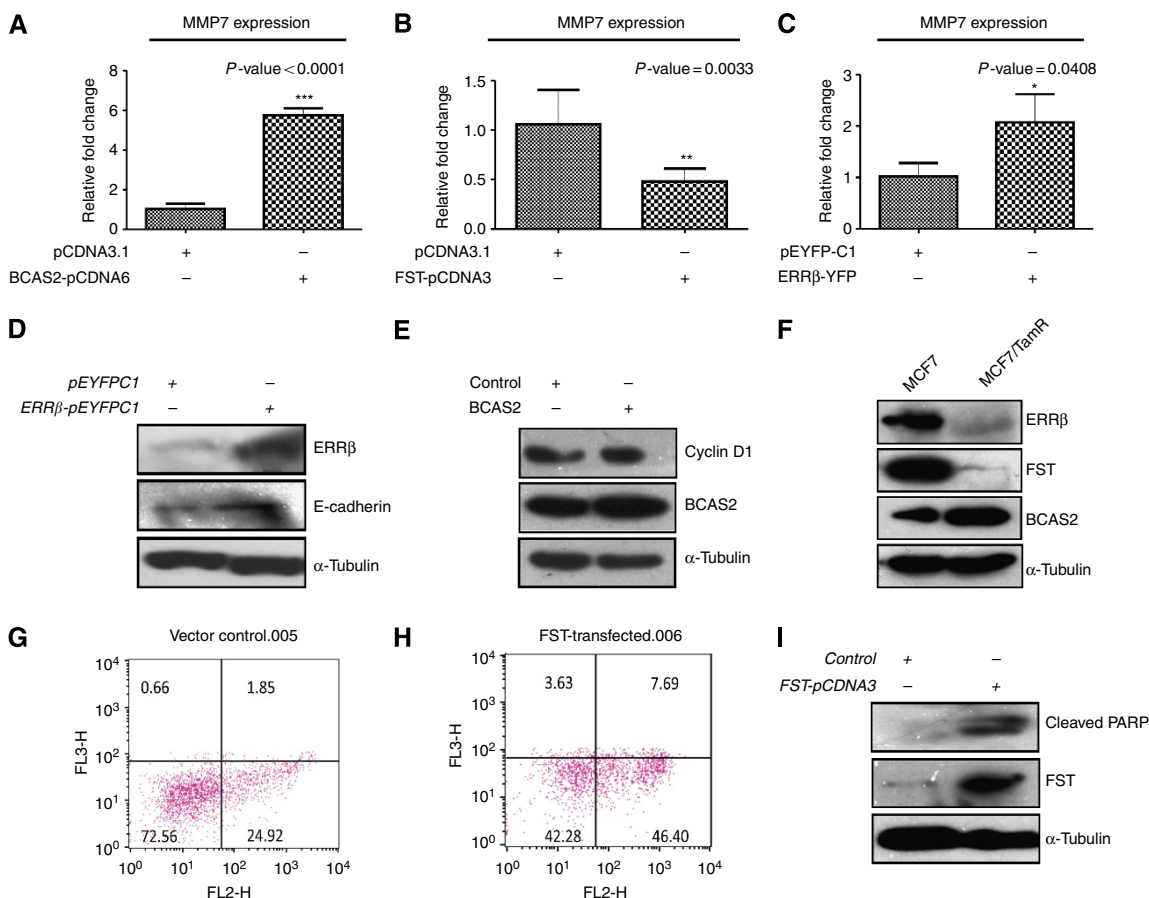 A
MMP7 expression
P-value < 0.0001
***
Relative fold change
8
6
4
2
0
pCDNA3.1 + –
BCAS2-pCDNA6 – +
B
MMP7 expression
P-value = 0.0033
**
Relative fold change
1.5
1.0
0.5
0.0
pCDNA3.1 + –
FST-pCDNA3 – +
C
MMP7 expression
P-value = 0.0408
*
Relative fold change
3
2
1
0
pEYFP-C1 + –
ERRβ-YFP – +
D
pEYFPC1 + –
ERRβ-pEYFPC1 – +
ERRβ
E-cadherin
α-Tubulin
E
Control + –
BCAS2 – +
Cyclin D1
BCAS2
α-Tubulin
F
MCF7
MCF7/TamR
ERRβ
FST
BCAS2
α-Tubulin
G
Vector control.005
FL3-H
10⁴
10³
10²
10¹
10⁰
0.66 1.85
72.56 24.92
10⁰ 10¹ 10² 10³ 10⁴
FL2-H
H
FST-transfected.006
FL3-H
10⁴
10³
10²
10¹
10⁰
3.63 7.69
42.28 46.40
10⁰ 10¹ 10² 10³ 10⁴
FL2-H
I
Control + –
FST-pCDNA3 – +
Cleaved PARP
FST
α-Tubulin